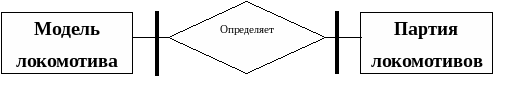 Модель
локомотива
Определяет
Партия
локомотивов